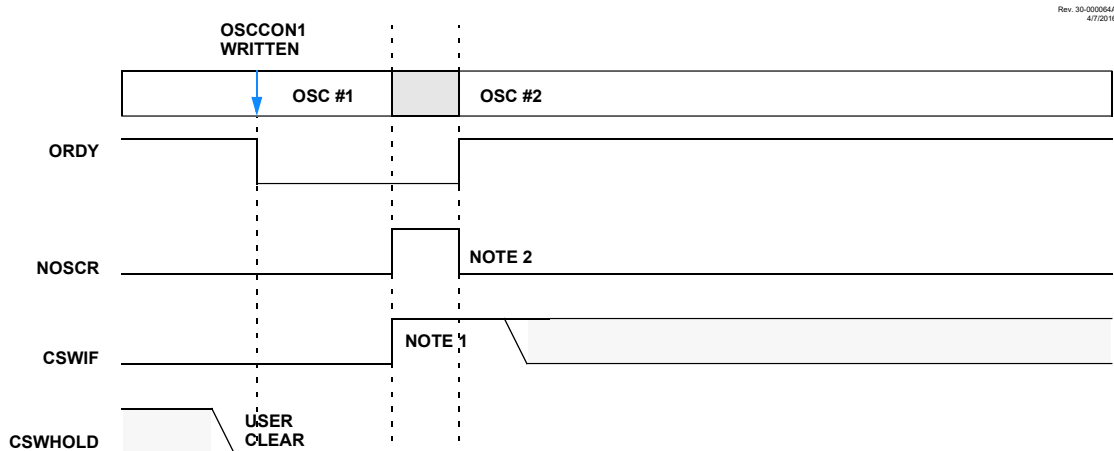 Rev. 30-000064A
4/7/2016
OSCCON1
WRITTEN
OSC #1
OSC #2
ORDY
NOSCR
NOTE 2
CSWIF
NOTE 1
CSWHOLD
USER
CLEAR